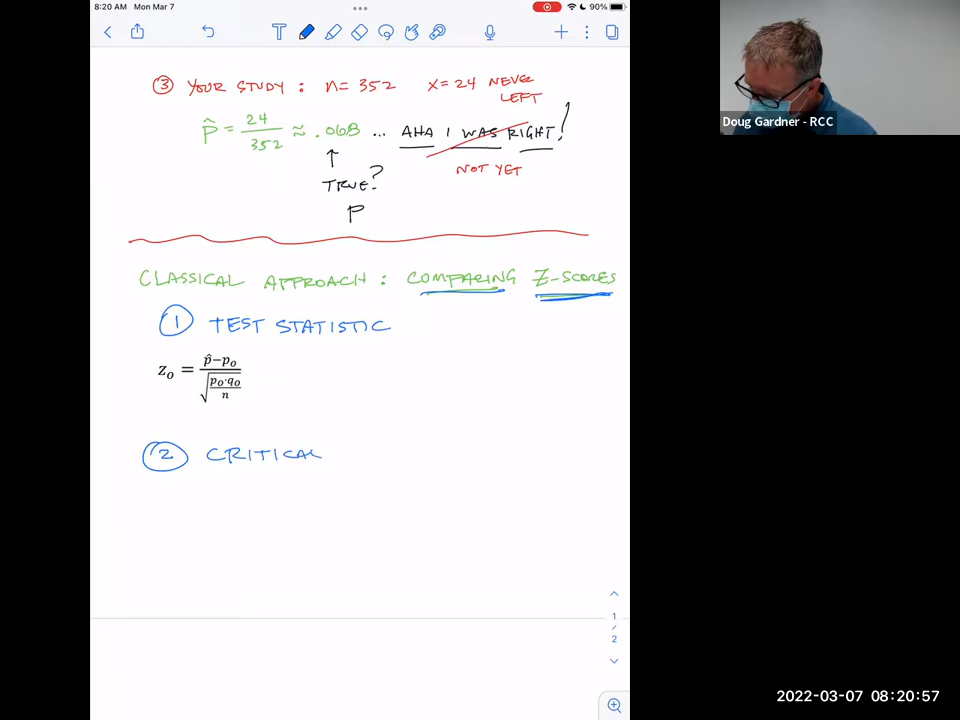 8:20 AM Mon Mar 7
90%
③ YOUR STUDY : n = 352 x = 24 NEVER
LEFT
p̂ = 24/352 ≈ .068 ... AHA I WAS RIGHT!
NOT YET
TRUE?
p
CLASSICAL APPROACH : COMPARING Z-SCORES
① TEST STATISTIC
z₀ = (p̂−p₀)/√(p₀·q₀/n)
② CRITICAL
1
/
2
Doug Gardner - RCC
2022-03-07 08:20:57